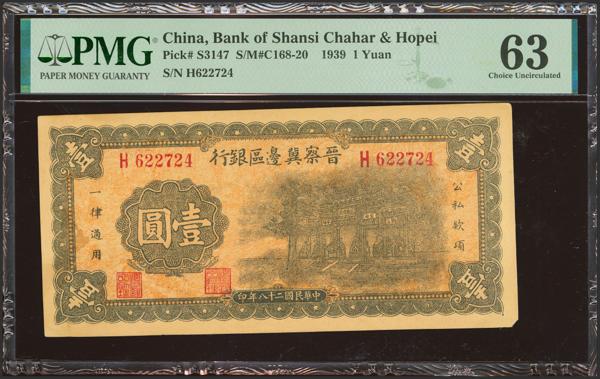 PMG
PAPER MONEY GUARANTY
China, Bank of Shansi Chahar & Hopei
Pick# S3147 S/M#C168-20 1939 1 Yuan
S/N H622724
63
Choice Uncirculated
行銀區邊冀察晉
H 622724
H 622724
壹
壹
圓壹
一律通用
公私款項
壹
壹
印年八十二國民華中